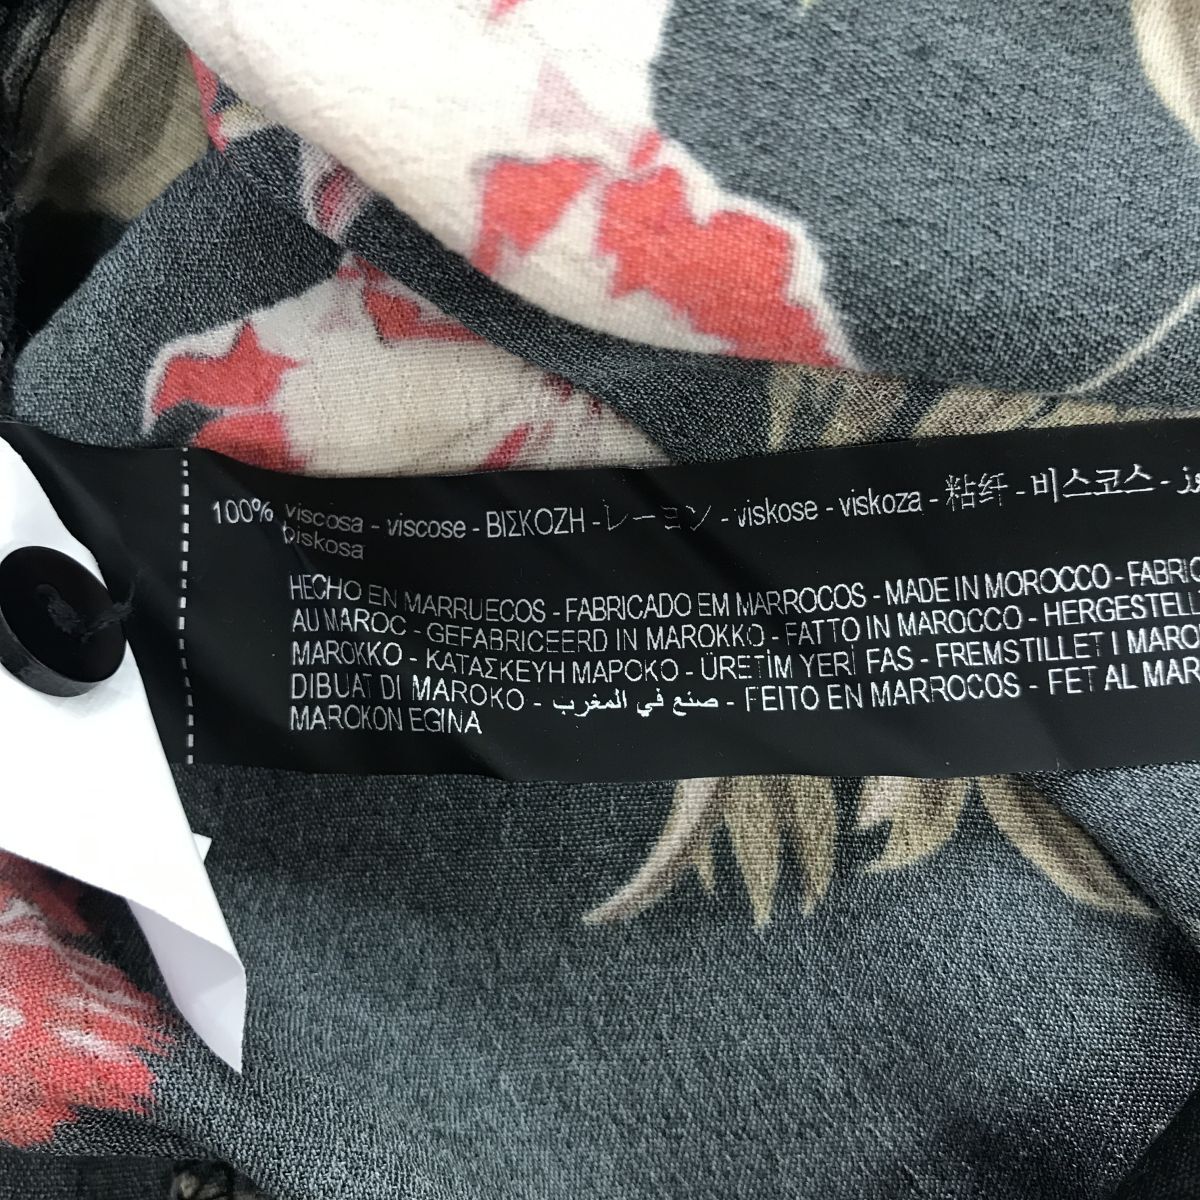 100% viscosa - viscose - ΒΙΣΚΟΖΗ - レーヨン - viskose - viskoza - 粘纤 - 비스코스 -
biskosa
HECHO EN MARRUECOS - FABRICADO EM MARROCOS - MADE IN MOROCCO - FABRIC
AU MAROC - GEFABRICEERD IN MAROKKO - FATTO IN MAROCCO - HERGESTELL
MAROKKO - ΚΑΤΑΣΚΕΥΗ ΜΑΡΟΚΟ - ÜRETİM YERİ FAS - FREMSTILLET I MARO
DIBUAT DI MAROKO - صنع في المغرب - FEITO EN MARROCOS - FET AL MAR
MAROKON EGINA